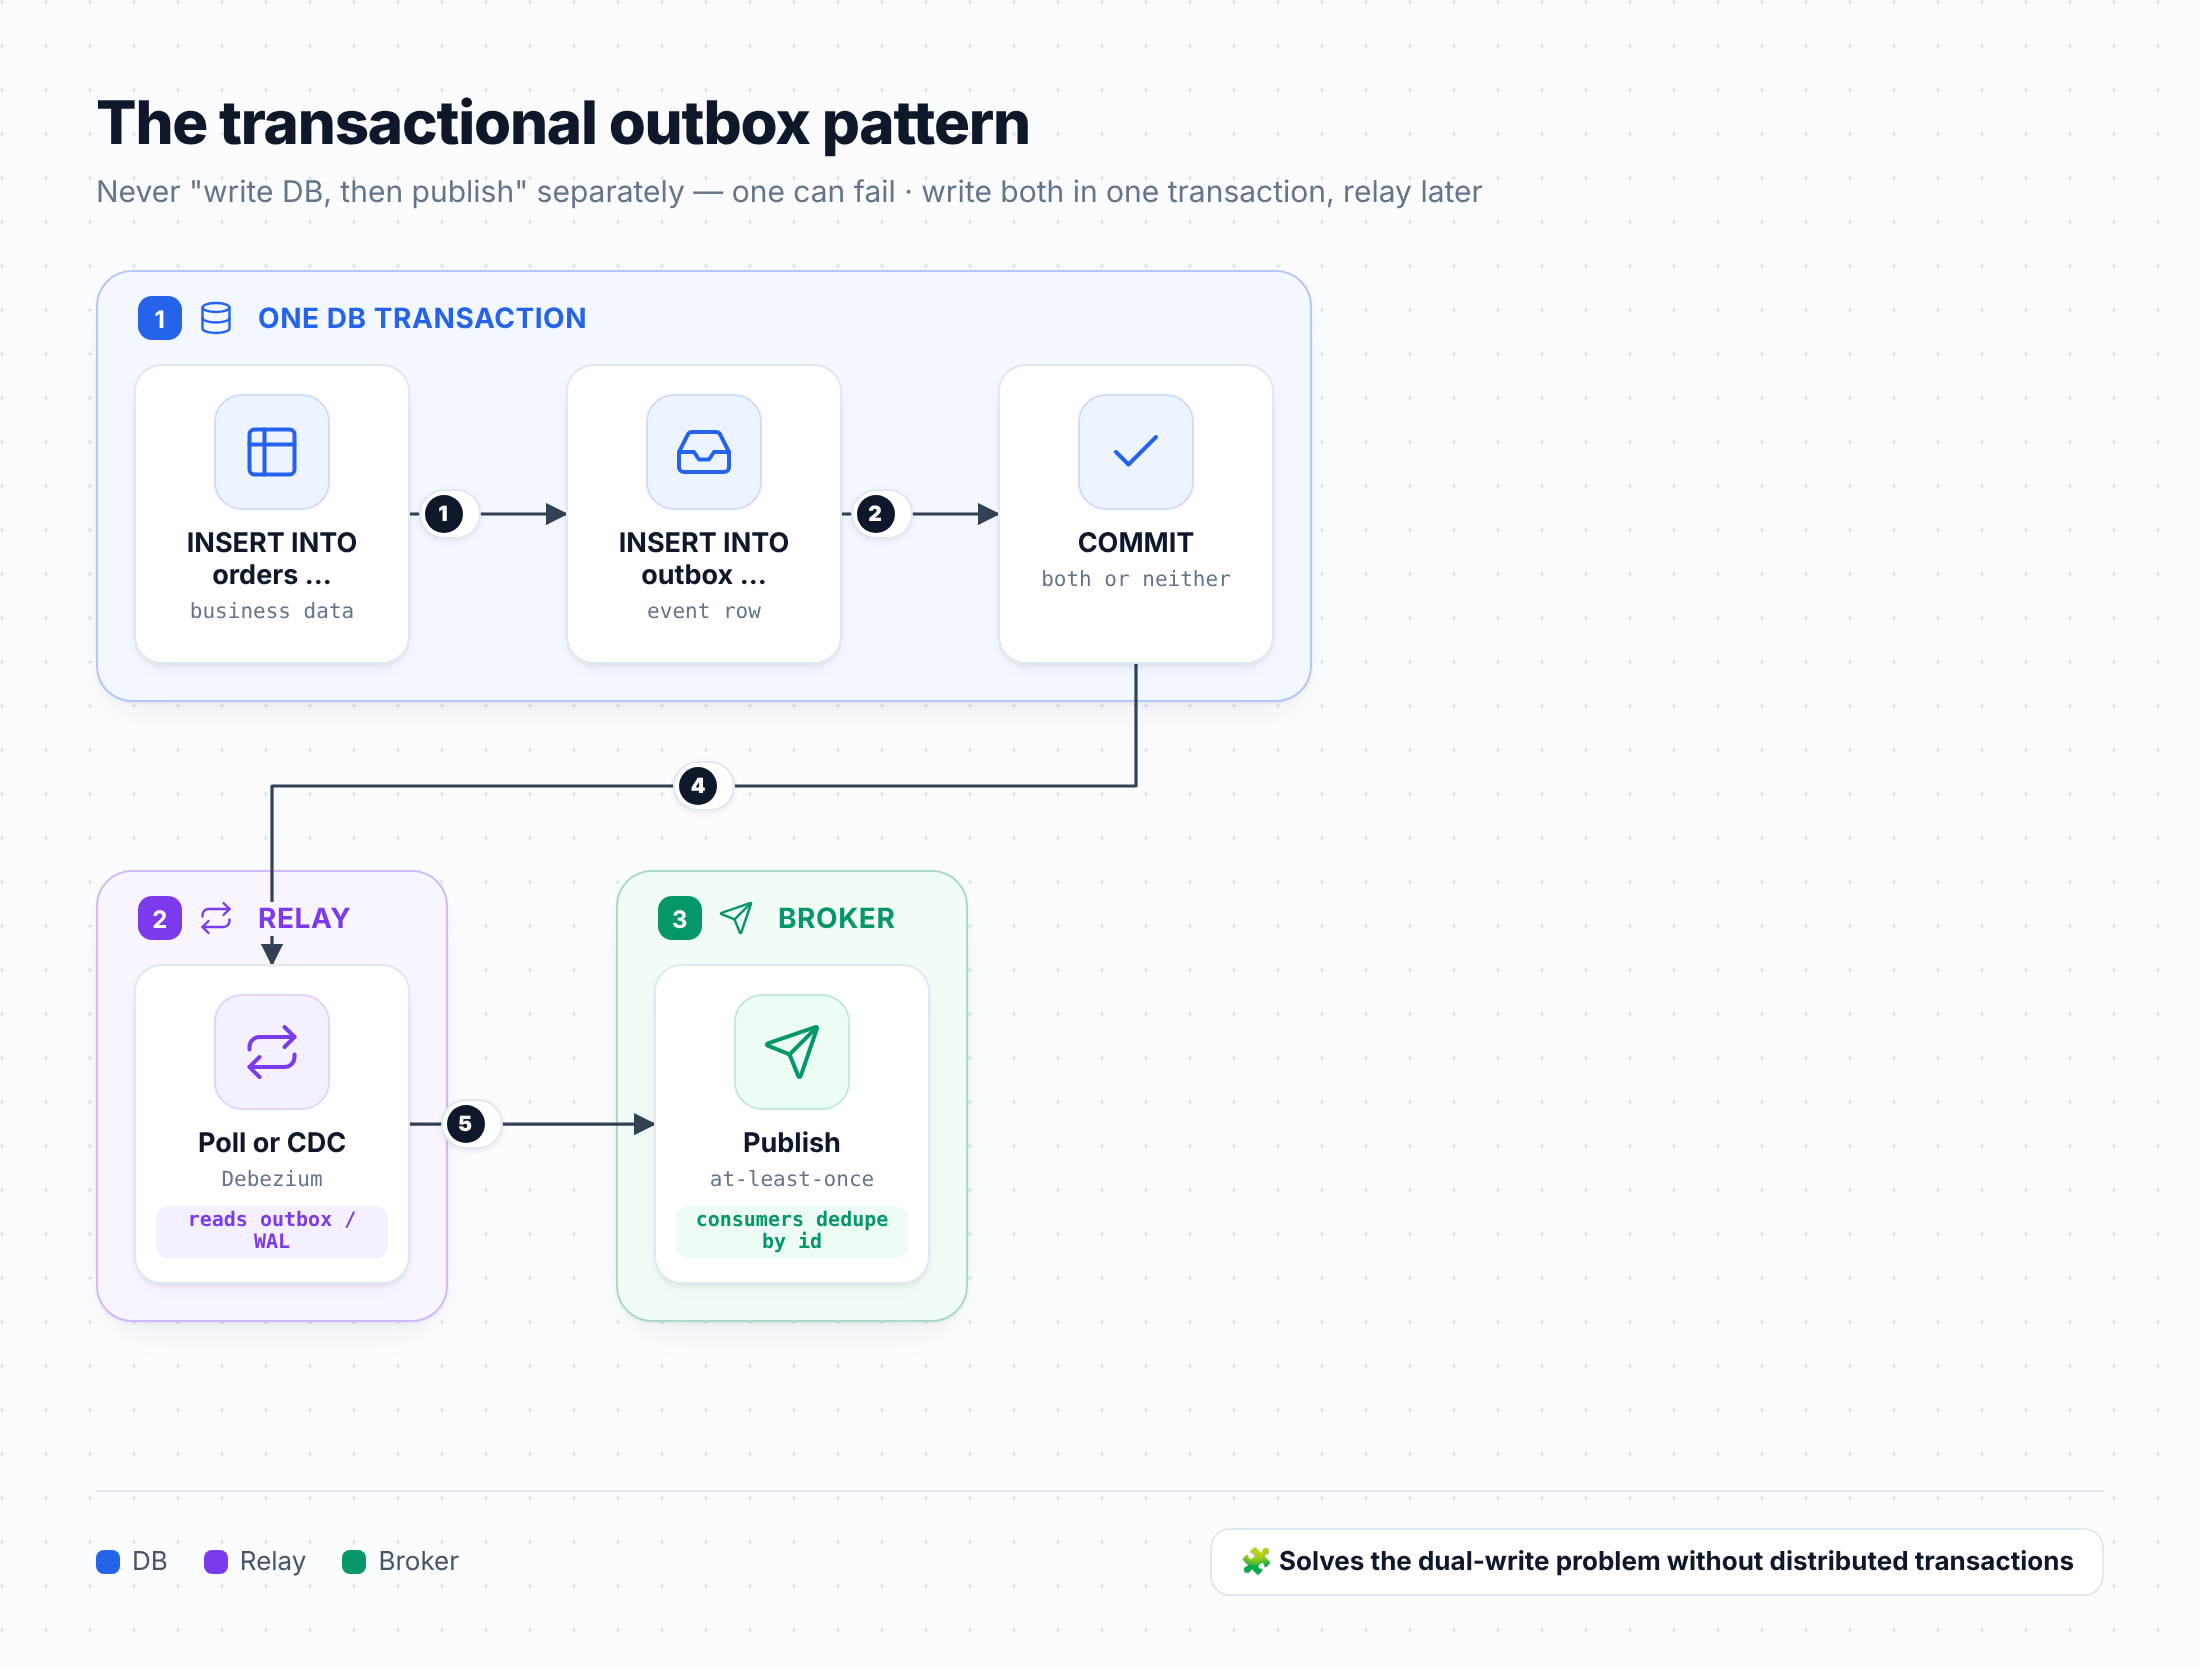 The transactional outbox pattern
Never "write DB, then publish" separately — one can fail · write both in one transaction, relay later
1 ONE DB TRANSACTION
INSERT INTO
orders ...
business data
1
INSERT INTO
outbox ...
event row
2
COMMIT
both or neither
4
2 RELAY
Poll or CDC
Debezium
reads outbox /
WAL
5
3 BROKER
Publish
at-least-once
consumers dedupe
by id
DB Relay Broker
🧩 Solves the dual-write problem without distributed transactions